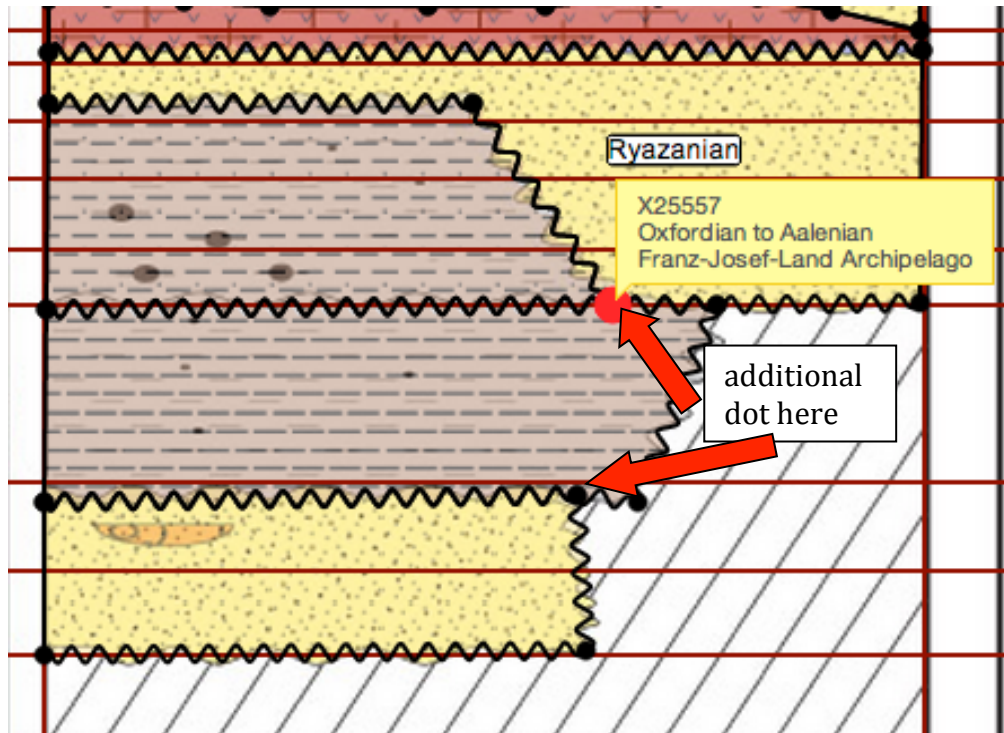 Ryazanian
X25557
Oxfordian to Aalenian
Franz-Josef-Land Archipelago
additional
dot here